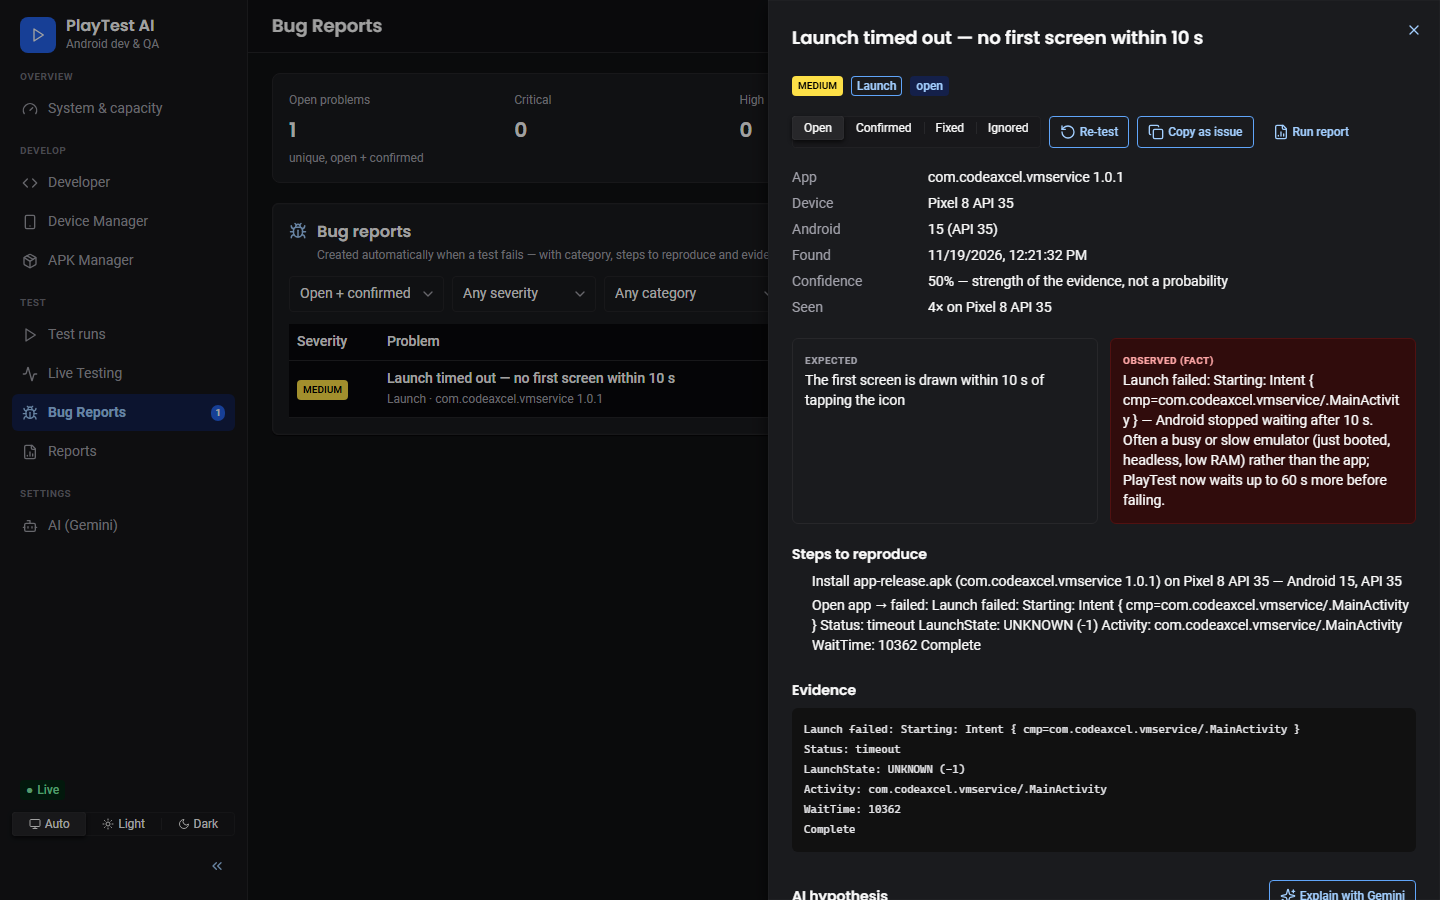 PlayTest AI
Android dev & QA
OVERVIEW
System & capacity
DEVELOP
Developer
Device Manager
APK Manager
TEST
Test runs
Live Testing
Bug Reports 1
Reports
SETTINGS
AI (Gemini)
Live
Auto Light Dark
Bug Reports
Open problems Critical High
1 0 0
unique, open + confirmed
Bug reports
Created automatically when a test fails — with category, steps to reproduce and evide
Open + confirmed Any severity Any category
Severity Problem
MEDIUM Launch timed out — no first screen within 10 s
Launch · com.codeaxcel.vmservice 1.0.1
Launch timed out — no first screen within 10 s
MEDIUM Launch open
Open Confirmed Fixed Ignored Re-test Copy as issue Run report
App com.codeaxcel.vmservice 1.0.1
Device Pixel 8 API 35
Android 15 (API 35)
Found 11/19/2026, 12:21:32 PM
Confidence 50% — strength of the evidence, not a probability
Seen 4× on Pixel 8 API 35
EXPECTED
The first screen is drawn within 10 s of
tapping the icon
OBSERVED (FACT)
Launch failed: Starting: Intent {
cmp=com.codeaxcel.vmservice/.MainActivit
y } — Android stopped waiting after 10 s.
Often a busy or slow emulator (just booted,
headless, low RAM) rather than the app;
PlayTest now waits up to 60 s more before
failing.
Steps to reproduce
Install app-release.apk (com.codeaxcel.vmservice 1.0.1) on Pixel 8 API 35 — Android 15, API 35
Open app → failed: Launch failed: Starting: Intent { cmp=com.codeaxcel.vmservice/.MainActivity
} Status: timeout LaunchState: UNKNOWN (-1) Activity: com.codeaxcel.vmservice/.MainActivity
WaitTime: 10362 Complete
Evidence
Launch failed: Starting: Intent { cmp=com.codeaxcel.vmservice/.MainActivity }
Status: timeout
LaunchState: UNKNOWN (-1)
Activity: com.codeaxcel.vmservice/.MainActivity
WaitTime: 10362
Complete
AI hypothesis Explain with Gemini